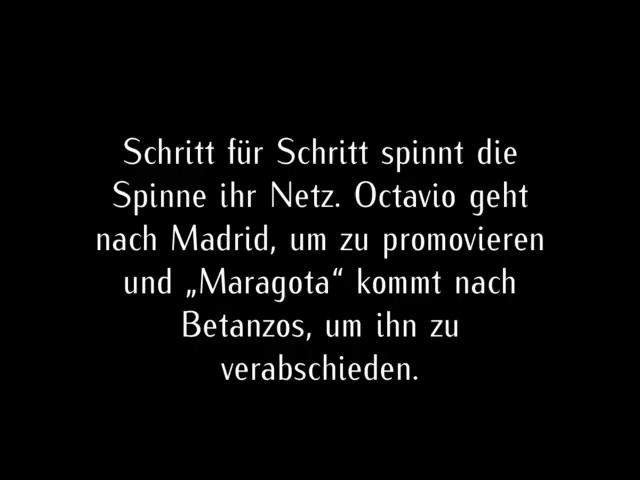 Schritt für Schritt spinnt die
Spinne ihr Netz. Octavio geht
nach Madrid, um zu promovieren
und „Maragota“ kommt nach
Betanzos, um ihn zu
verabschieden.